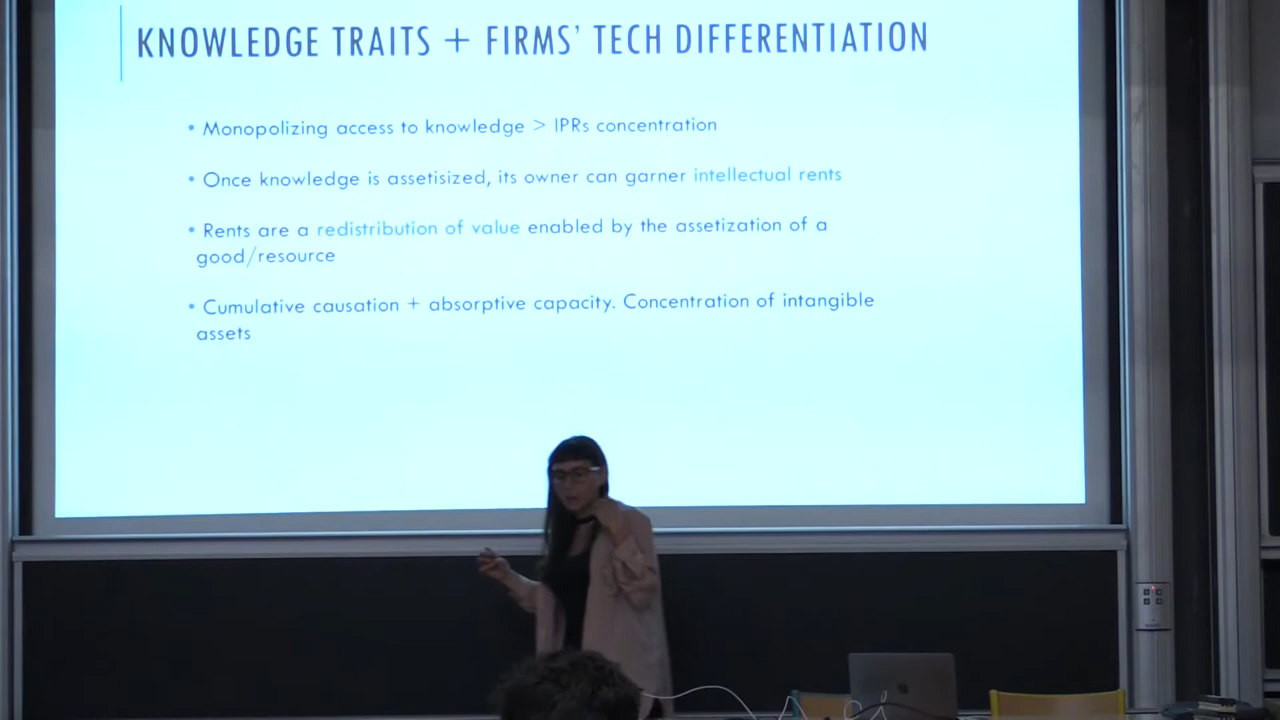 KNOWLEDGE TRAITS + FIRMS’ TECH DIFFERENTIATION
• Monopolizing access to knowledge > IPRs concentration
• Once knowledge is assetisized, its owner can garner intellectual rents
• Rents are a redistribution of value enabled by the assetization of a
good/resource
• Cumulative causation + absorptive capacity. Concentration of intangible
assets